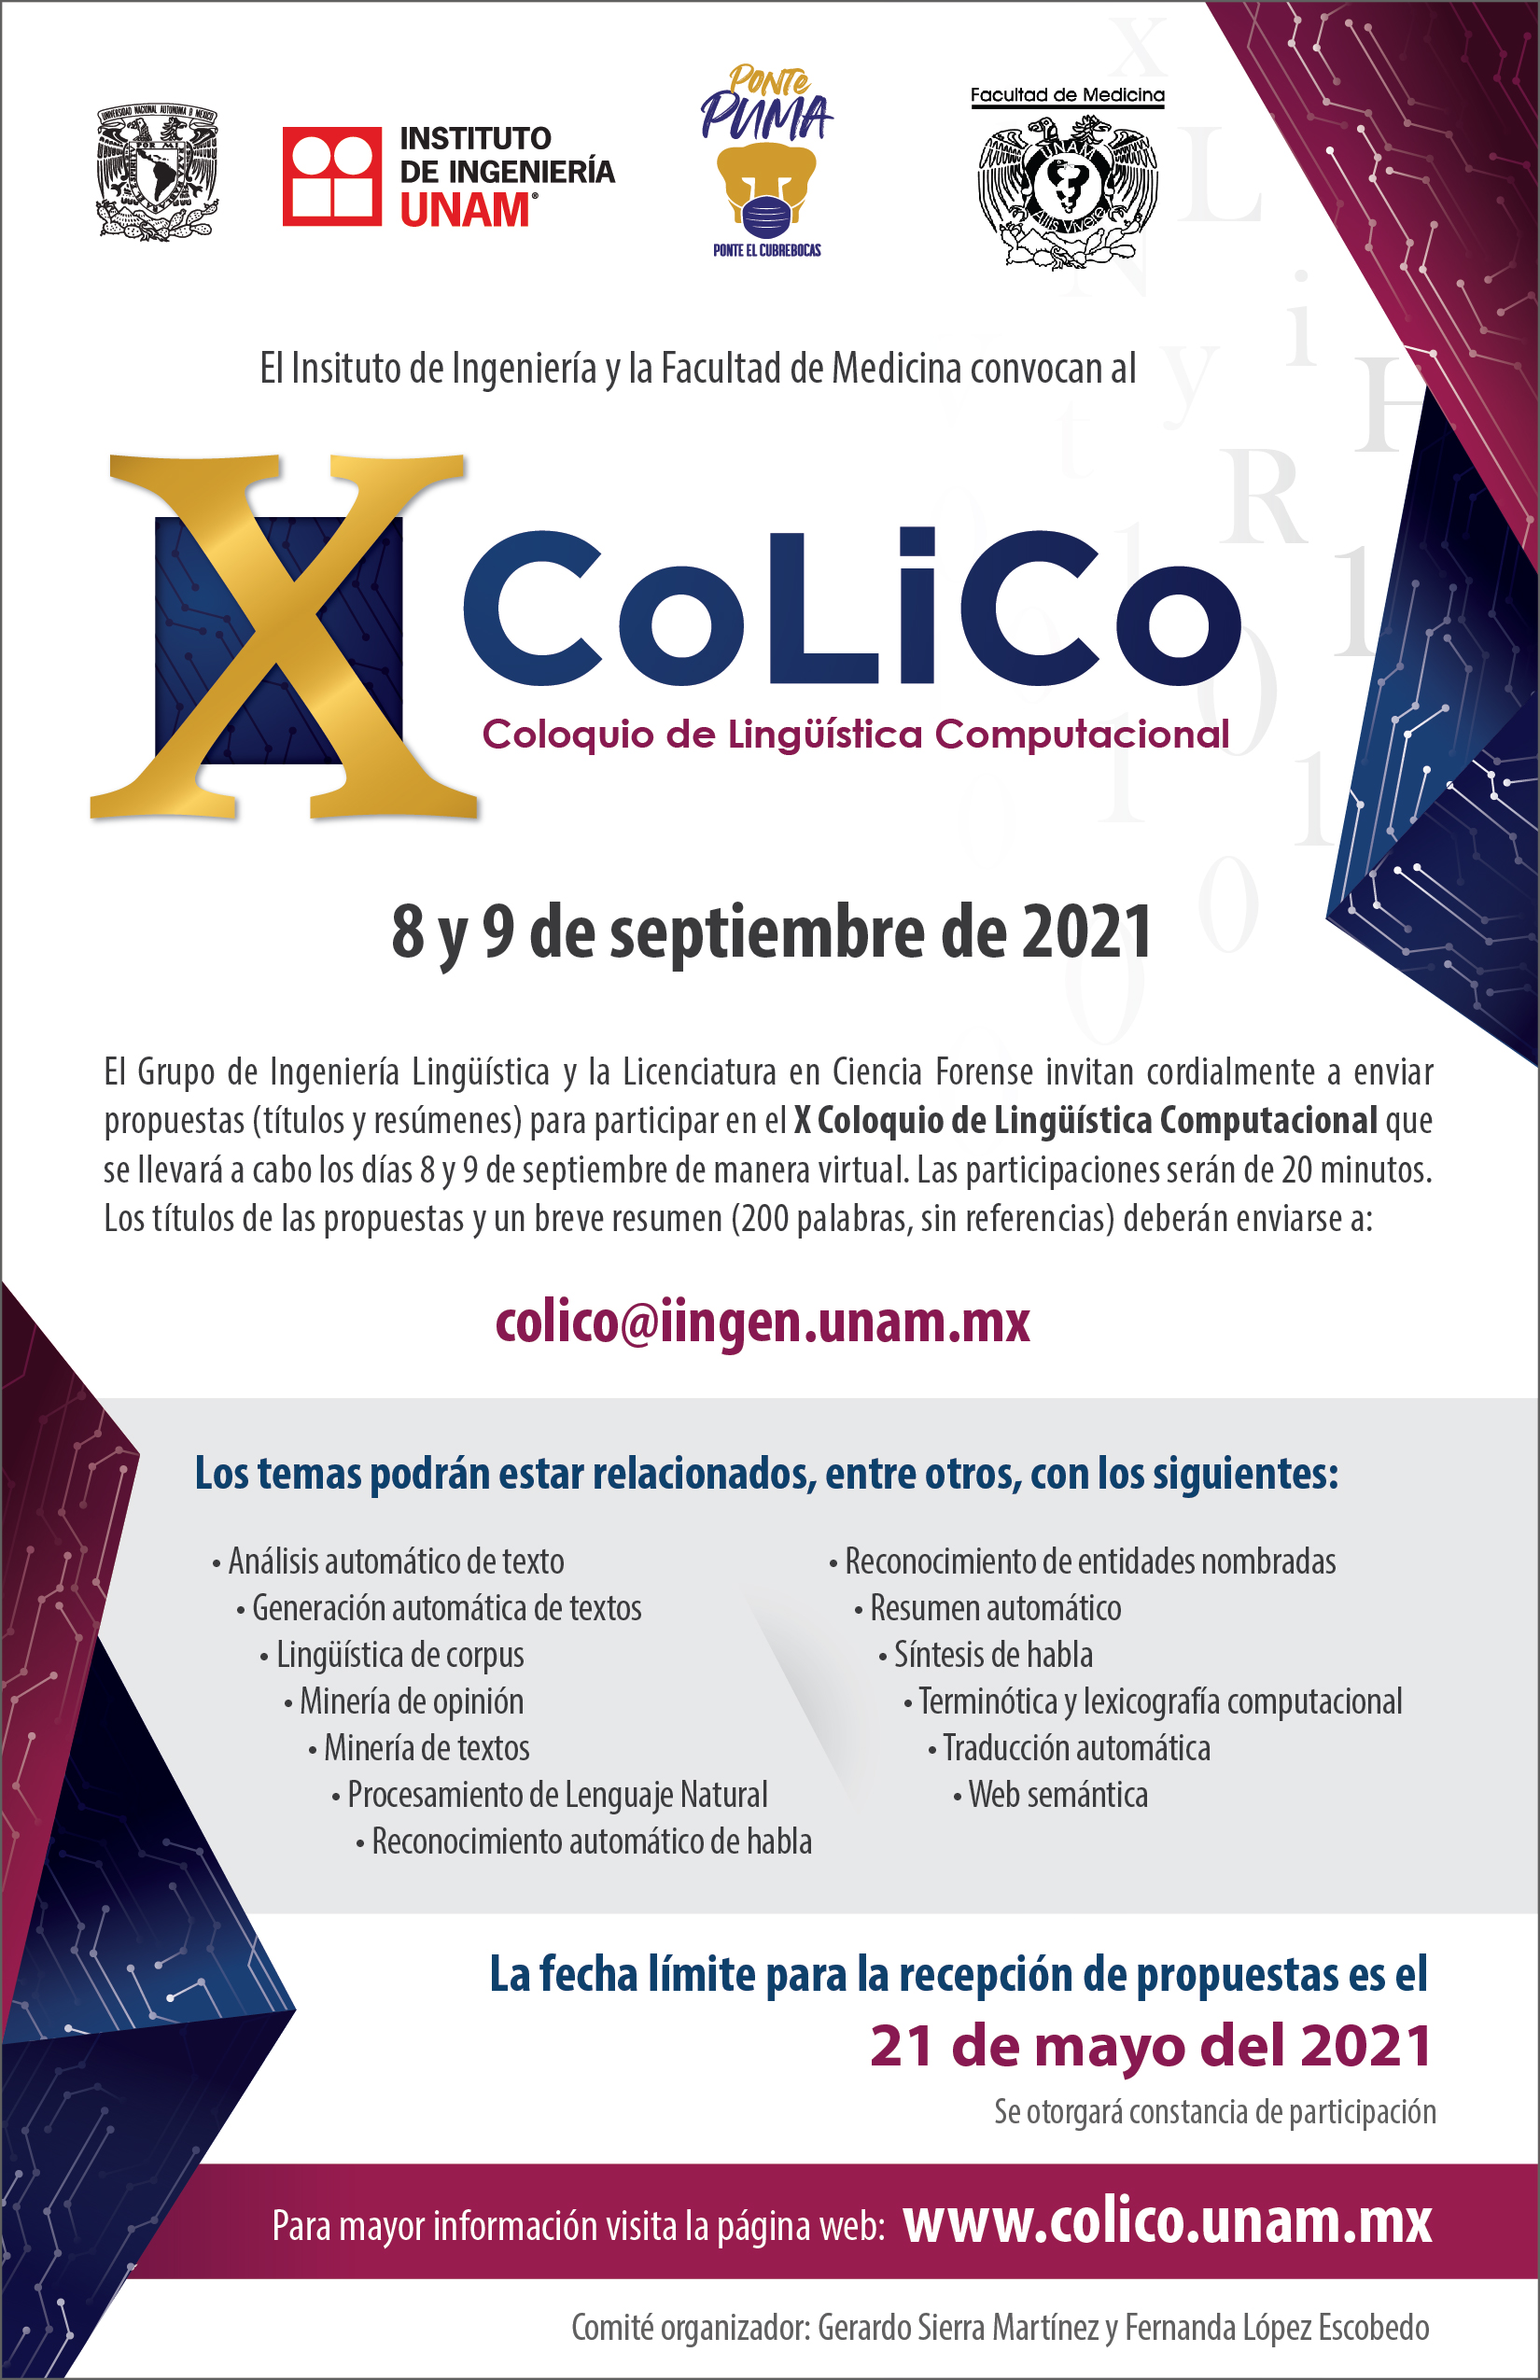 UNIVERSIDAD NACIONAL AUTONOMA
POR MI
INSTITUTO
DE INGENIERÍA
UNAM®
PONTE
PUMA
PONTE EL CUBREBOCAS
Facultad de Medicina
UNAM
Aliis Vivere
El Insituto de Ingeniería y la Facultad de Medicina convocan al
X CoLiCo
Coloquio de Lingüística Computacional
8 y 9 de septiembre de 2021
El Grupo de Ingeniería Lingüística y la Licenciatura en Ciencia Forense invitan cordialmente a enviar
propuestas (títulos y resúmenes) para participar en el X Coloquio de Lingüística Computacional que
se llevará a cabo los días 8 y 9 de septiembre de manera virtual. Las participaciones serán de 20 minutos.
Los títulos de las propuestas y un breve resumen (200 palabras, sin referencias) deberán enviarse a:
colico@iingen.unam.mx
Los temas podrán estar relacionados, entre otros, con los siguientes:
• Análisis automático de texto
• Generación automática de textos
• Lingüística de corpus
• Minería de opinión
• Minería de textos
• Procesamiento de Lenguaje Natural
• Reconocimiento automático de habla
• Reconocimiento de entidades nombradas
• Resumen automático
• Síntesis de habla
• Terminótica y lexicografía computacional
• Traducción automática
• Web semántica
La fecha límite para la recepción de propuestas es el
21 de mayo del 2021
Se otorgará constancia de participación
Para mayor información visita la página web: www.colico.unam.mx
Comité organizador: Gerardo Sierra Martínez y Fernanda López Escobedo